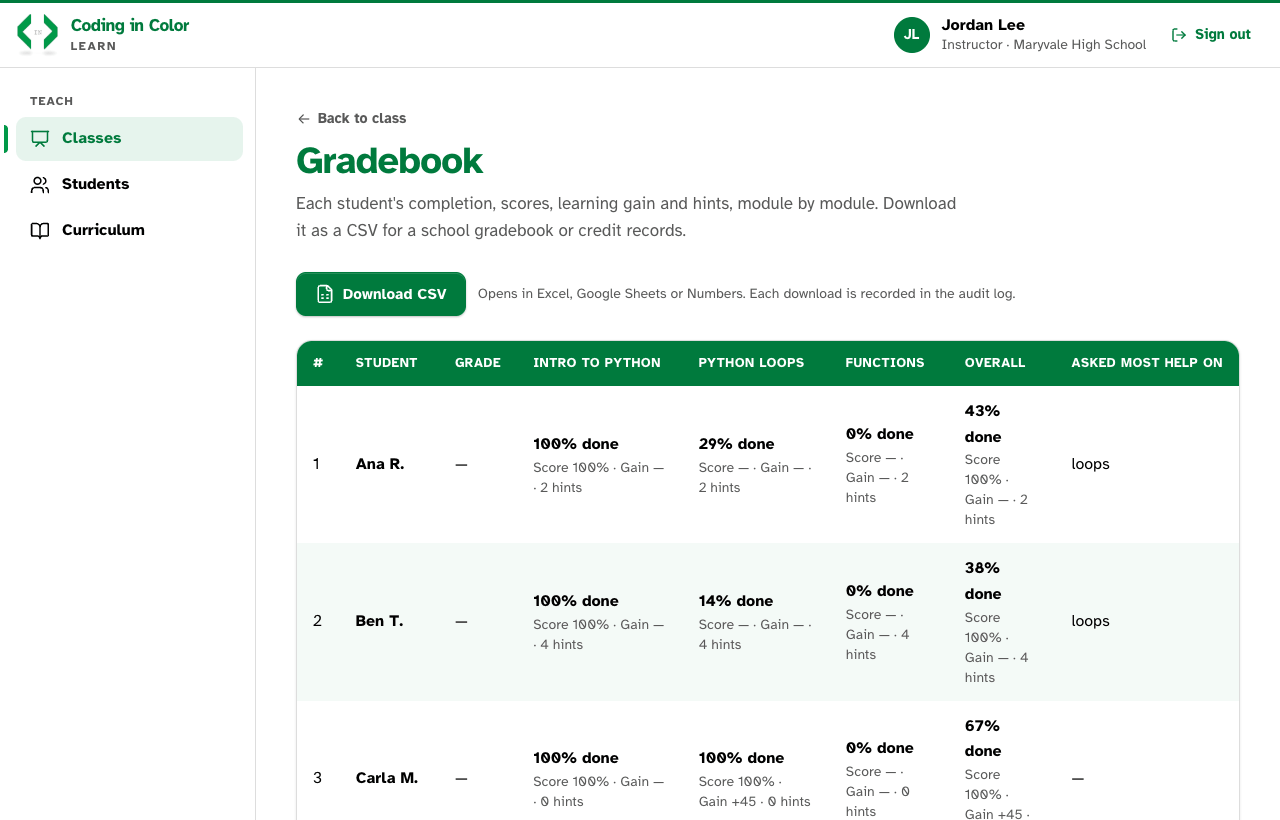 Coding in Color
LEARN
JL
Jordan Lee
Instructor · Maryvale High School
Sign out
TEACH
Classes
Students
Curriculum
← Back to class
Gradebook
Each student's completion, scores, learning gain and hints, module by module. Download
it as a CSV for a school gradebook or credit records.
Download CSV
Opens in Excel, Google Sheets or Numbers. Each download is recorded in the audit log.
# STUDENT GRADE INTRO TO PYTHON PYTHON LOOPS FUNCTIONS OVERALL ASKED MOST HELP ON
1
Ana R.
—
100% done
Score 100% · Gain —
· 2 hints
29% done
Score — · Gain — ·
2 hints
0% done
Score — ·
Gain — · 2
hints
43%
done
Score
100% ·
Gain — · 2
hints
loops
2
Ben T.
—
100% done
Score 100% · Gain —
· 4 hints
14% done
Score — · Gain — ·
4 hints
0% done
Score — ·
Gain — · 4
hints
38%
done
Score
100% ·
Gain — · 4
hints
loops
3
Carla M.
—
100% done
Score 100% · Gain —
· 0 hints
100% done
Score 100% ·
Gain +45 · 0 hints
0% done
Score — ·
Gain — · 0
hints
67%
done
Score
100% ·
Gain +45 ·
—